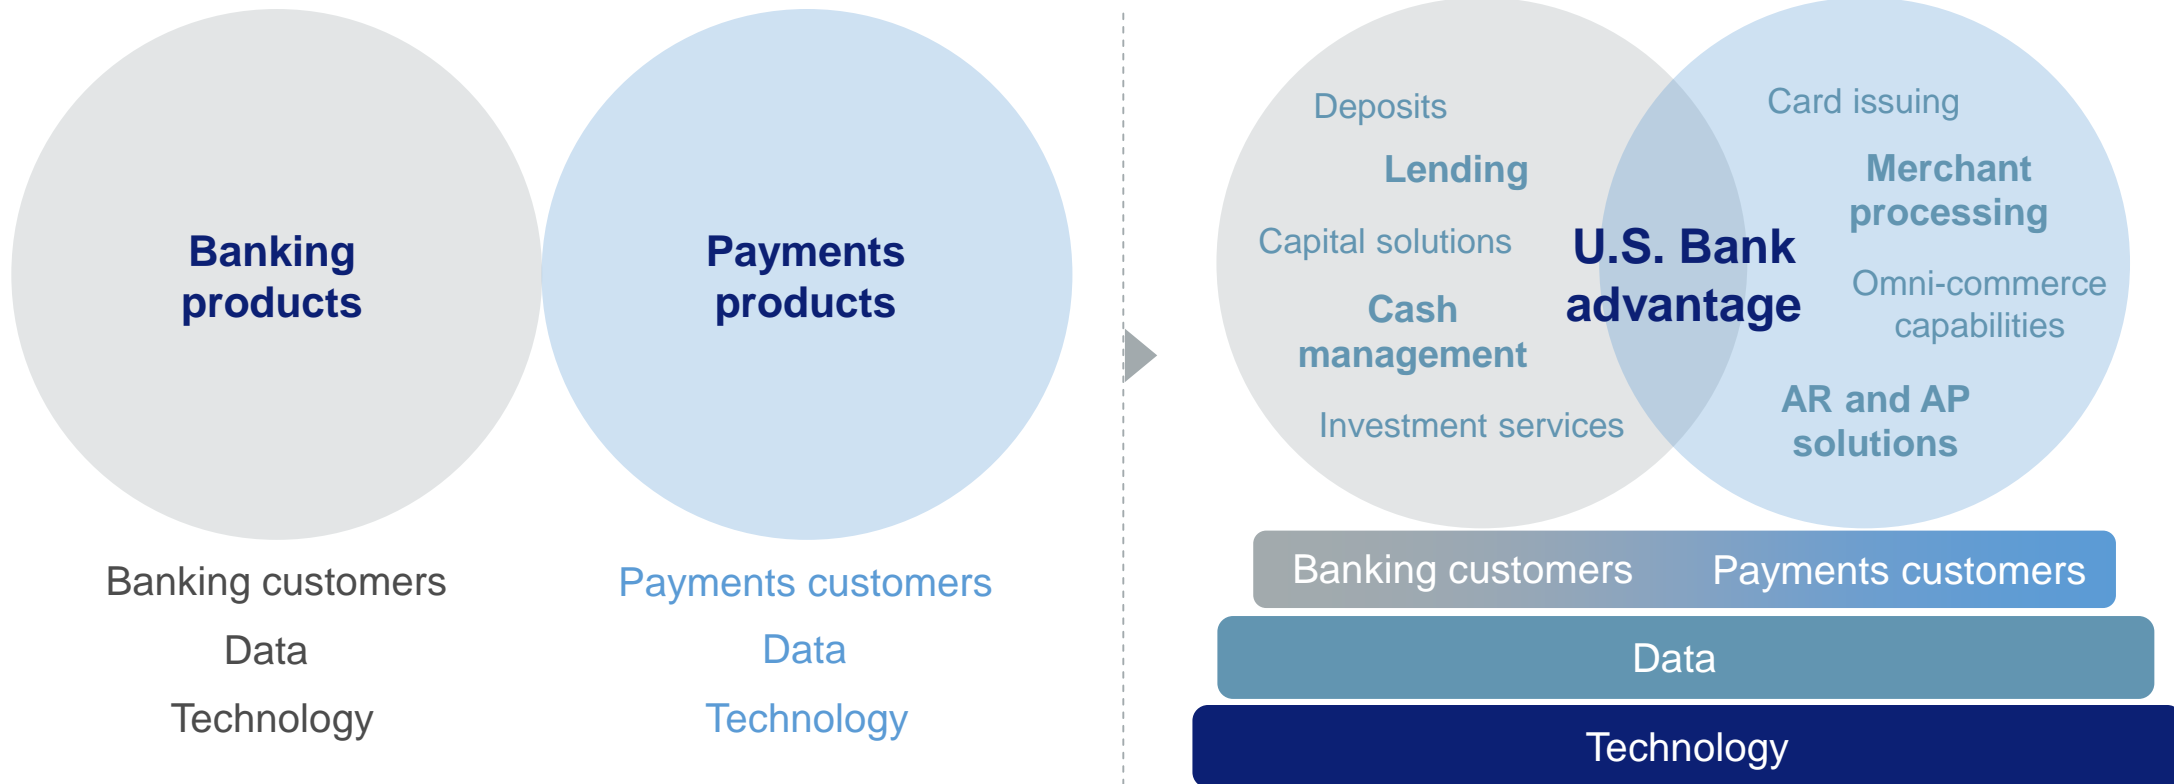 Banking
products
Payments
products
Banking customers
Data
Technology
Payments customers
Data
Technology
Deposits
Lending
Capital solutions
Cash
management
Investment services
U.S. Bank
advantage
Card issuing
Merchant
processing
Omni-commerce
capabilities
AR and AP
solutions
Banking customers
Payments customers
Data
Technology